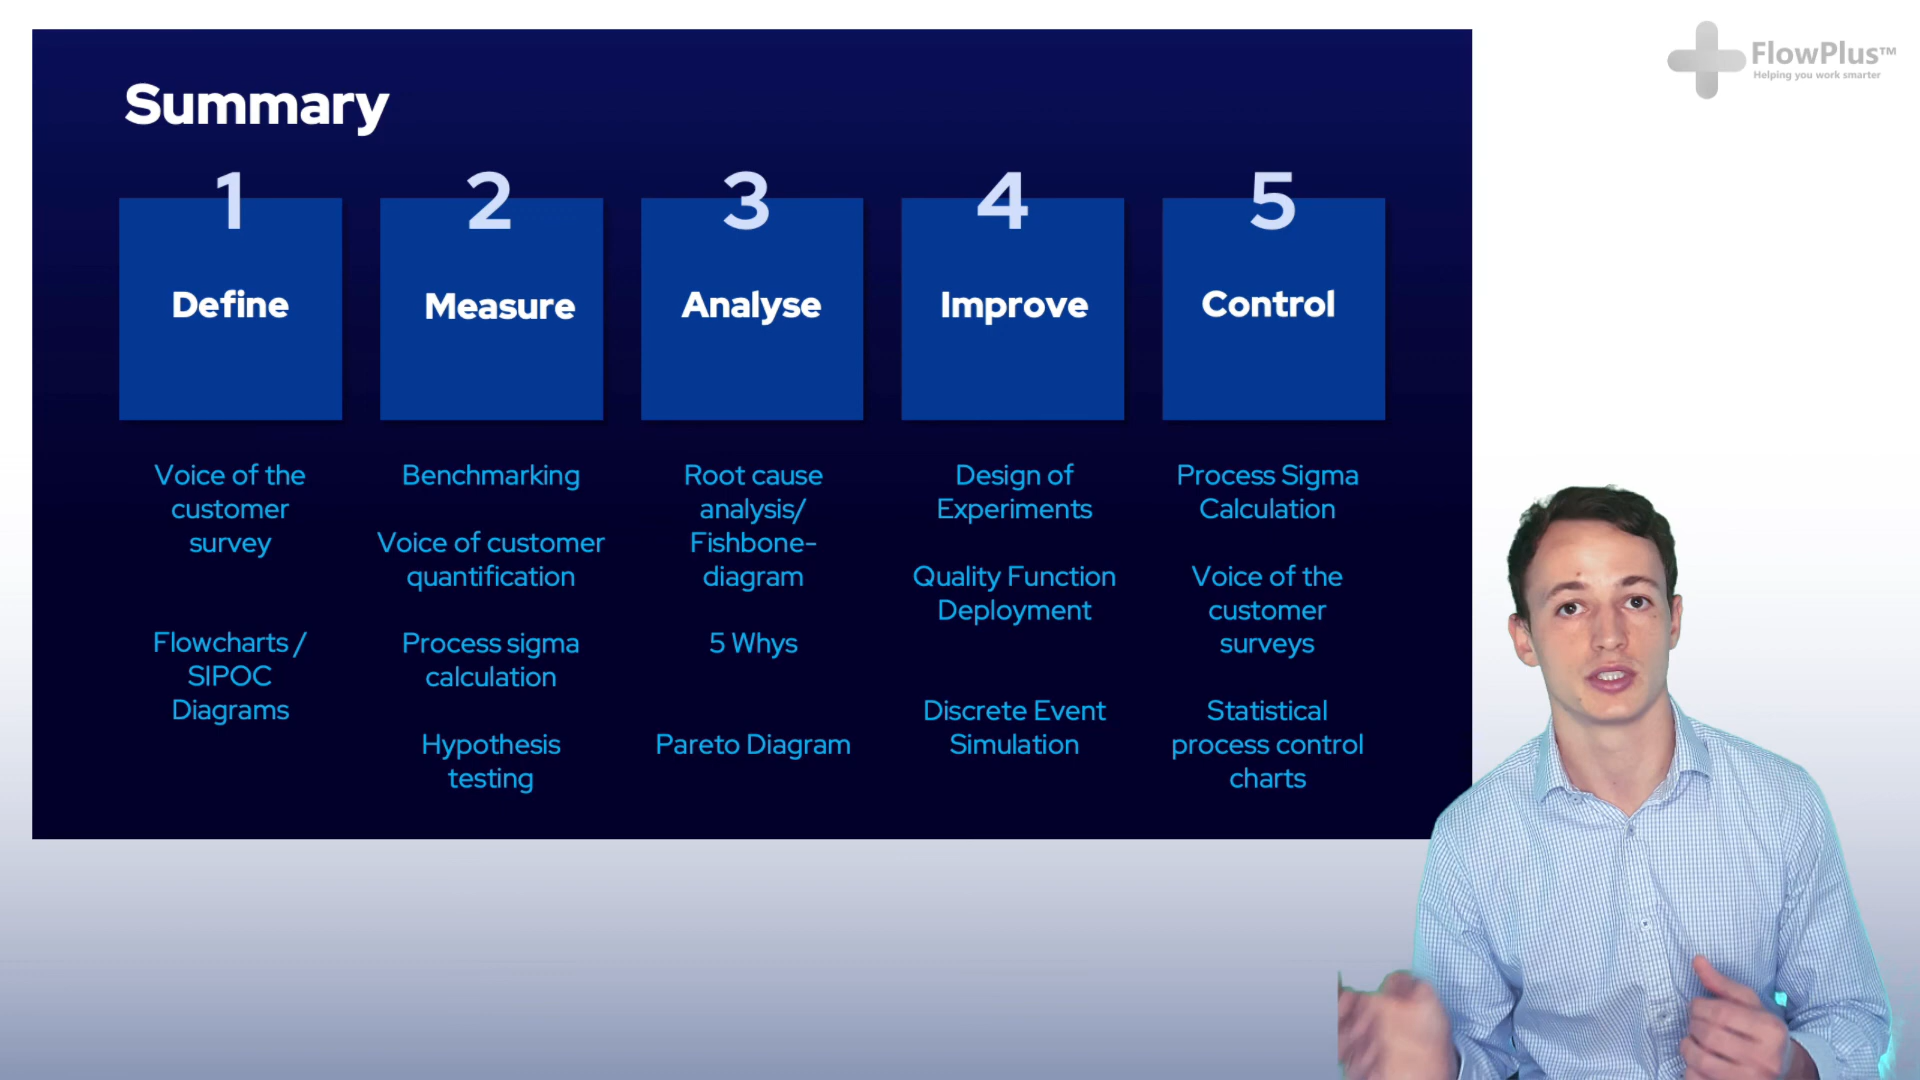 FlowPlus™
Helping you work smarter
Summary
1
Define
Voice of the
customer
survey
Flowcharts /
SIPOC
Diagrams
2
Measure
Benchmarking
Voice of customer
quantification
Process sigma
calculation
Hypothesis
testing
3
Analyse
Root cause
analysis/
Fishbone-
diagram
5 Whys
Pareto Diagram
4
Improve
Design of
Experiments
Quality Function
Deployment
Discrete Event
Simulation
5
Control
Process Sigma
Calculation
Voice of the
customer
surveys
Statistical
process control
charts